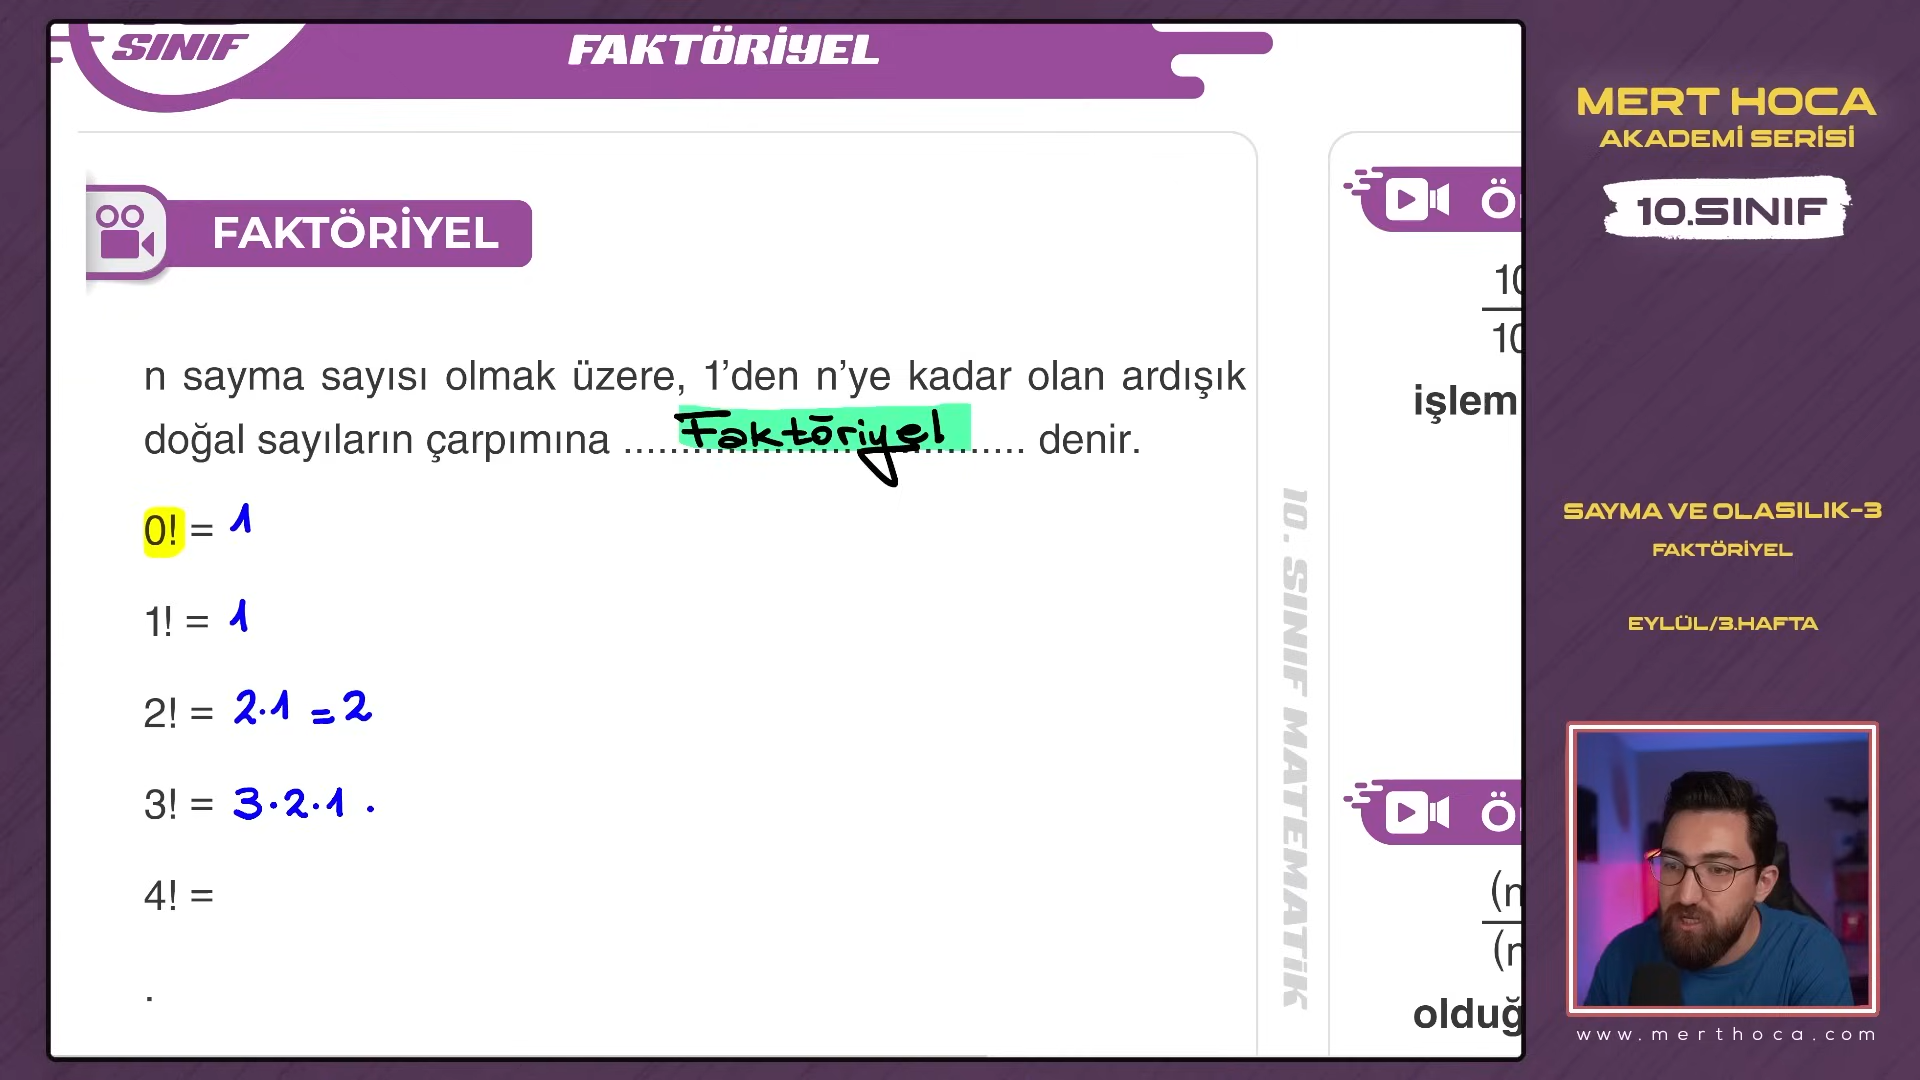 SINIF
FAKTÖRİYEL
FAKTÖRİYEL
n sayma sayısı olmak üzere, 1’den n’ye kadar olan ardışık
doğal sayıların çarpımına ..... Faktöriyel ..... denir.
0! = 1
1! = 1
2! = 2·1 = 2
3! = 3·2·1 .
4! =
.
10. SINIF MATEMATİK
Ö
10
10
işlem
Ö
(n
(n
olduğ
MERT HOCA
AKADEMİ SERİSİ
10.SINIF
SAYMA VE OLASILIK-3
FAKTÖRİYEL
EYLÜL/3.HAFTA
www.merthoca.com